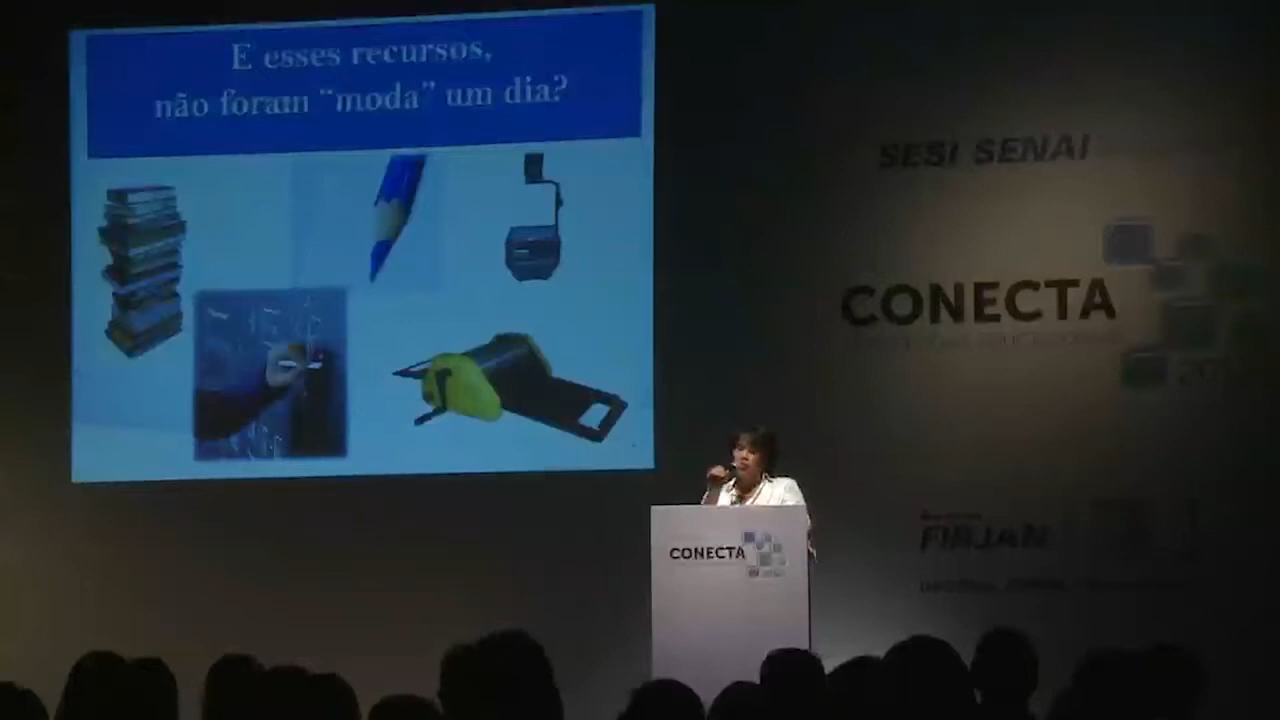 E esses recursos,
não foram “moda” um dia?
SESI SENAI
CONECTA
FIRJAN
CONECTA